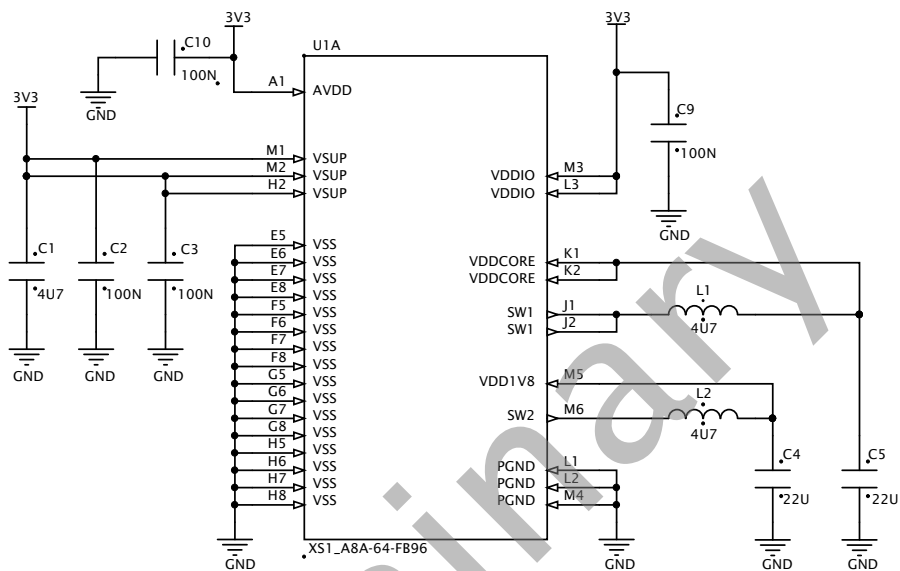 3V3
C10
100N
GND
A1
AVDD
U1A
3V3
M1
VSUP
M2
VSUP
H2
VSUP
C1
4U7
GND
C2
100N
GND
C3
100N
GND
E5
VSS
E6
VSS
E7
VSS
E8
VSS
F5
VSS
F6
VSS
F7
VSS
F8
VSS
G5
VSS
G6
VSS
G7
VSS
G8
VSS
H5
VSS
H6
VSS
H7
VSS
H8
VSS
GND
XS1_A8A-64-FB96
3V3
C9
100N
GND
VDDIO
M3
VDDIO
L3
VDDCORE
K1
VDDCORE
K2
SW1
J1
SW1
J2
L1
4U7
VDD1V8
M5
SW2
M6
L2
4U7
PGND
L1
PGND
L2
PGND
M4
GND
C4
22U
GND
C5
22U
GND
inary